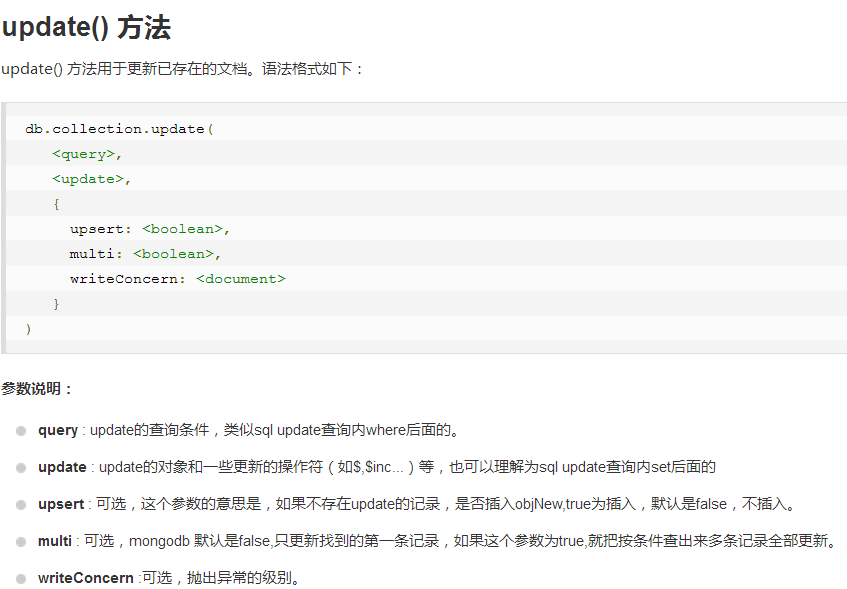 update() 方法
update() 方法用于更新已存在的文档。语法格式如下：
db.collection.update(
<query>,
<update>,
{
upsert: <boolean>,
multi: <boolean>,
writeConcern: <document>
}
)
参数说明：
query : update的查询条件，类似sql update查询内where后面的。
update : update的对象和一些更新的操作符（如$,$inc...）等，也可以理解为sql update查询内set后面的
upsert : 可选，这个参数的意思是，如果不存在update的记录，是否插入objNew,true为插入，默认是false，不插入。
multi : 可选，mongodb 默认是false,只更新找到的第一条记录，如果这个参数为true,就把按条件查出来多条记录全部更新。
writeConcern :可选，抛出异常的级别。